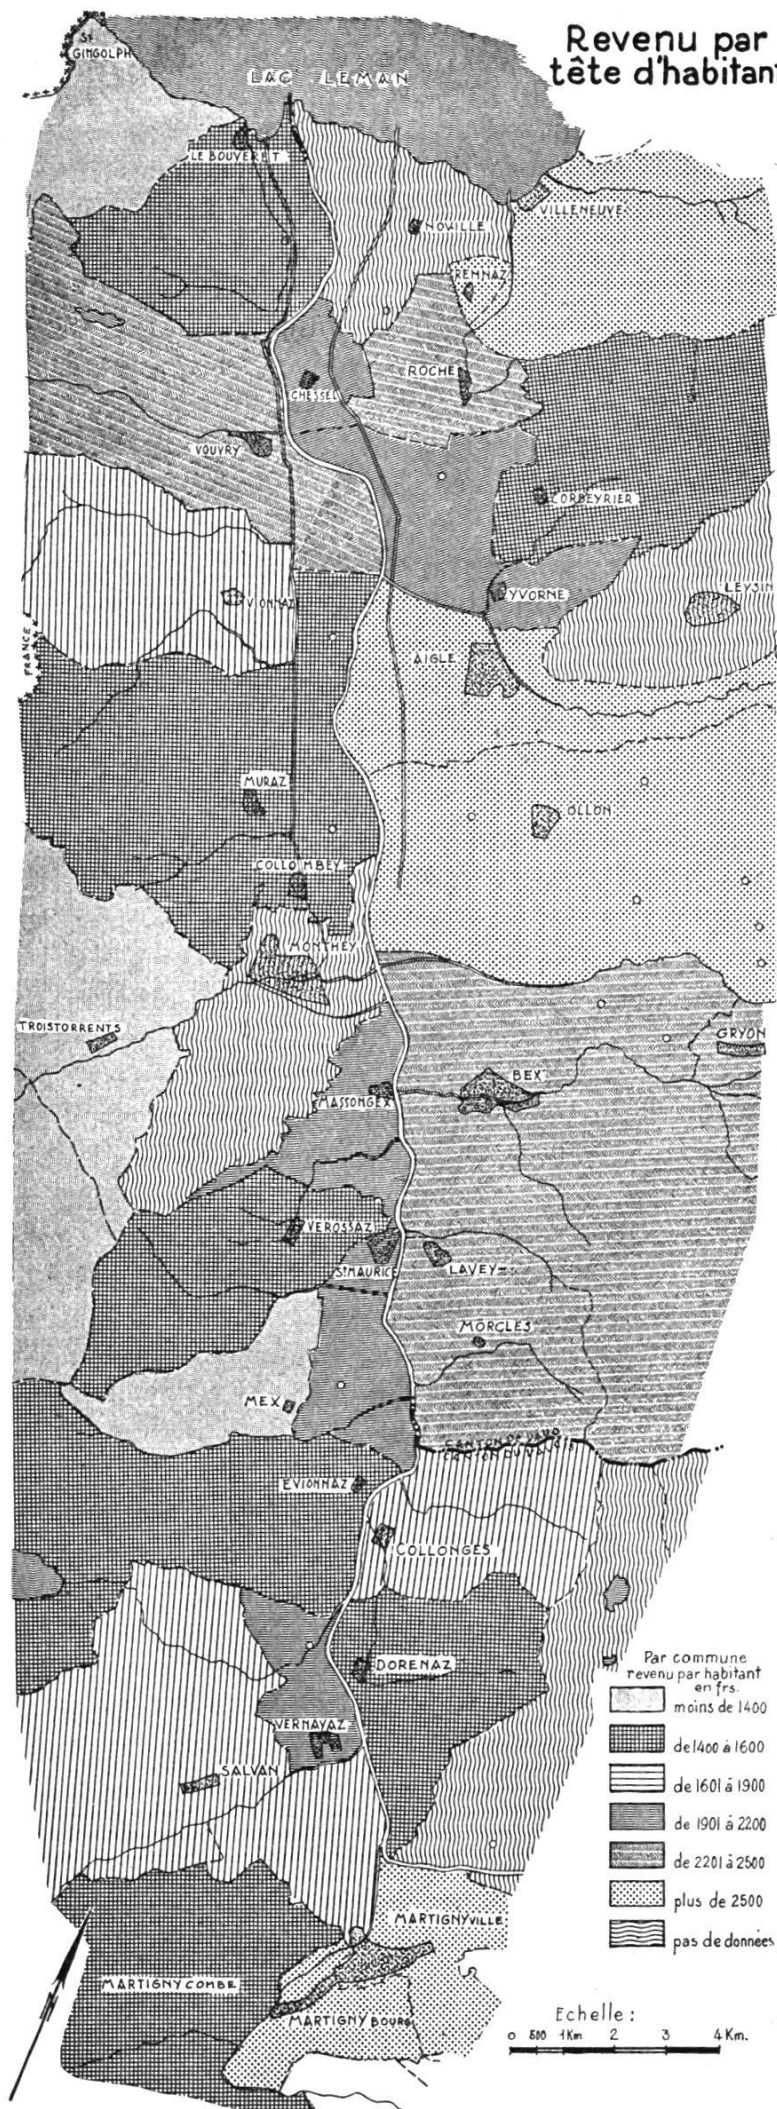 Revenu par
tête d'habitant
St
GINGOLPH
LAC LEMAN
LE BOUVERET
VILLENEUVE
NOVILLE
RENNAZ
ROCHE
CHESSEL
VOUVRY
CORBEYRIER
YVORNE
LEYSIN
VIONNAZ
FRANCE
AIGLE
MURAZ
OLLON
COLLOMBEY
MONTHEY
TROISTORRENTS
GRYON
BEX
MASSONGEX
VEROSSAZ
ST MAURICE
LAVEY
MORCLES
MEX
CANTON DE VAUD
CANTON DU VALAIS
EVIONNAZ
COLLONGES
DORENAZ
VERNAYAZ
SALVAN
MARTIGNY VILLE
MARTIGNY COMBE
MARTIGNY BOURG
Par commune
revenu par habitant
en frs.
moins de 1400
de 1400 à 1600
de 1601 à 1900
de 1901 à 2200
de 2201 à 2500
plus de 2500
pas de données
N
Echelle :
0 500 1Km 2 3 4 Km.